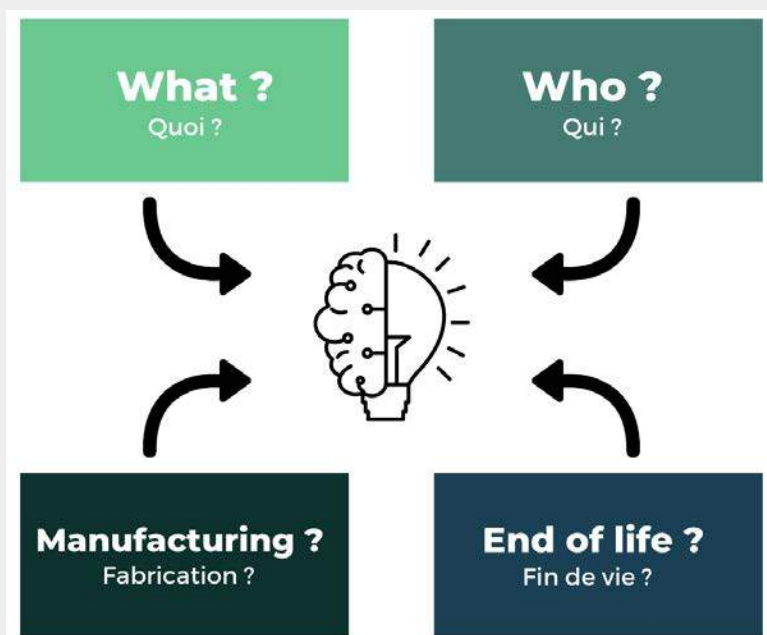 What ?
Quoi ?
Who ?
Qui ?
Manufacturing ?
Fabrication ?
End of life ?
Fin de vie ?